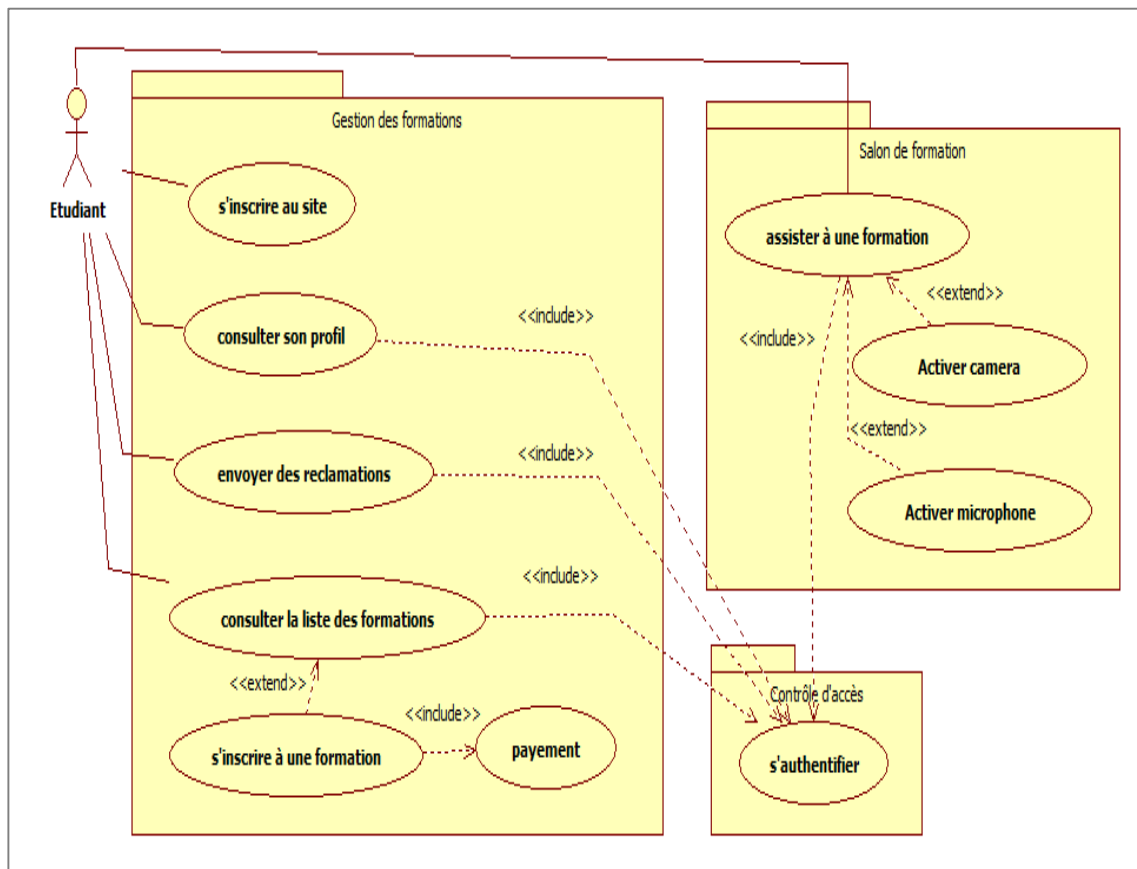 Gestion des formations
Salon de formation
Etudiant
s'inscrire au site
assister à une formation
<<extend>>
<<include>>
<<include>>
consulter son profil
Activer camera
<<extend>>
<<include>>
envoyer des reclamations
Activer microphone
<<include>>
consulter la liste des formations
<<extend>>
Contrôle d'accès
<<include>>
s'inscrire à une formation
payement
s'authentifier